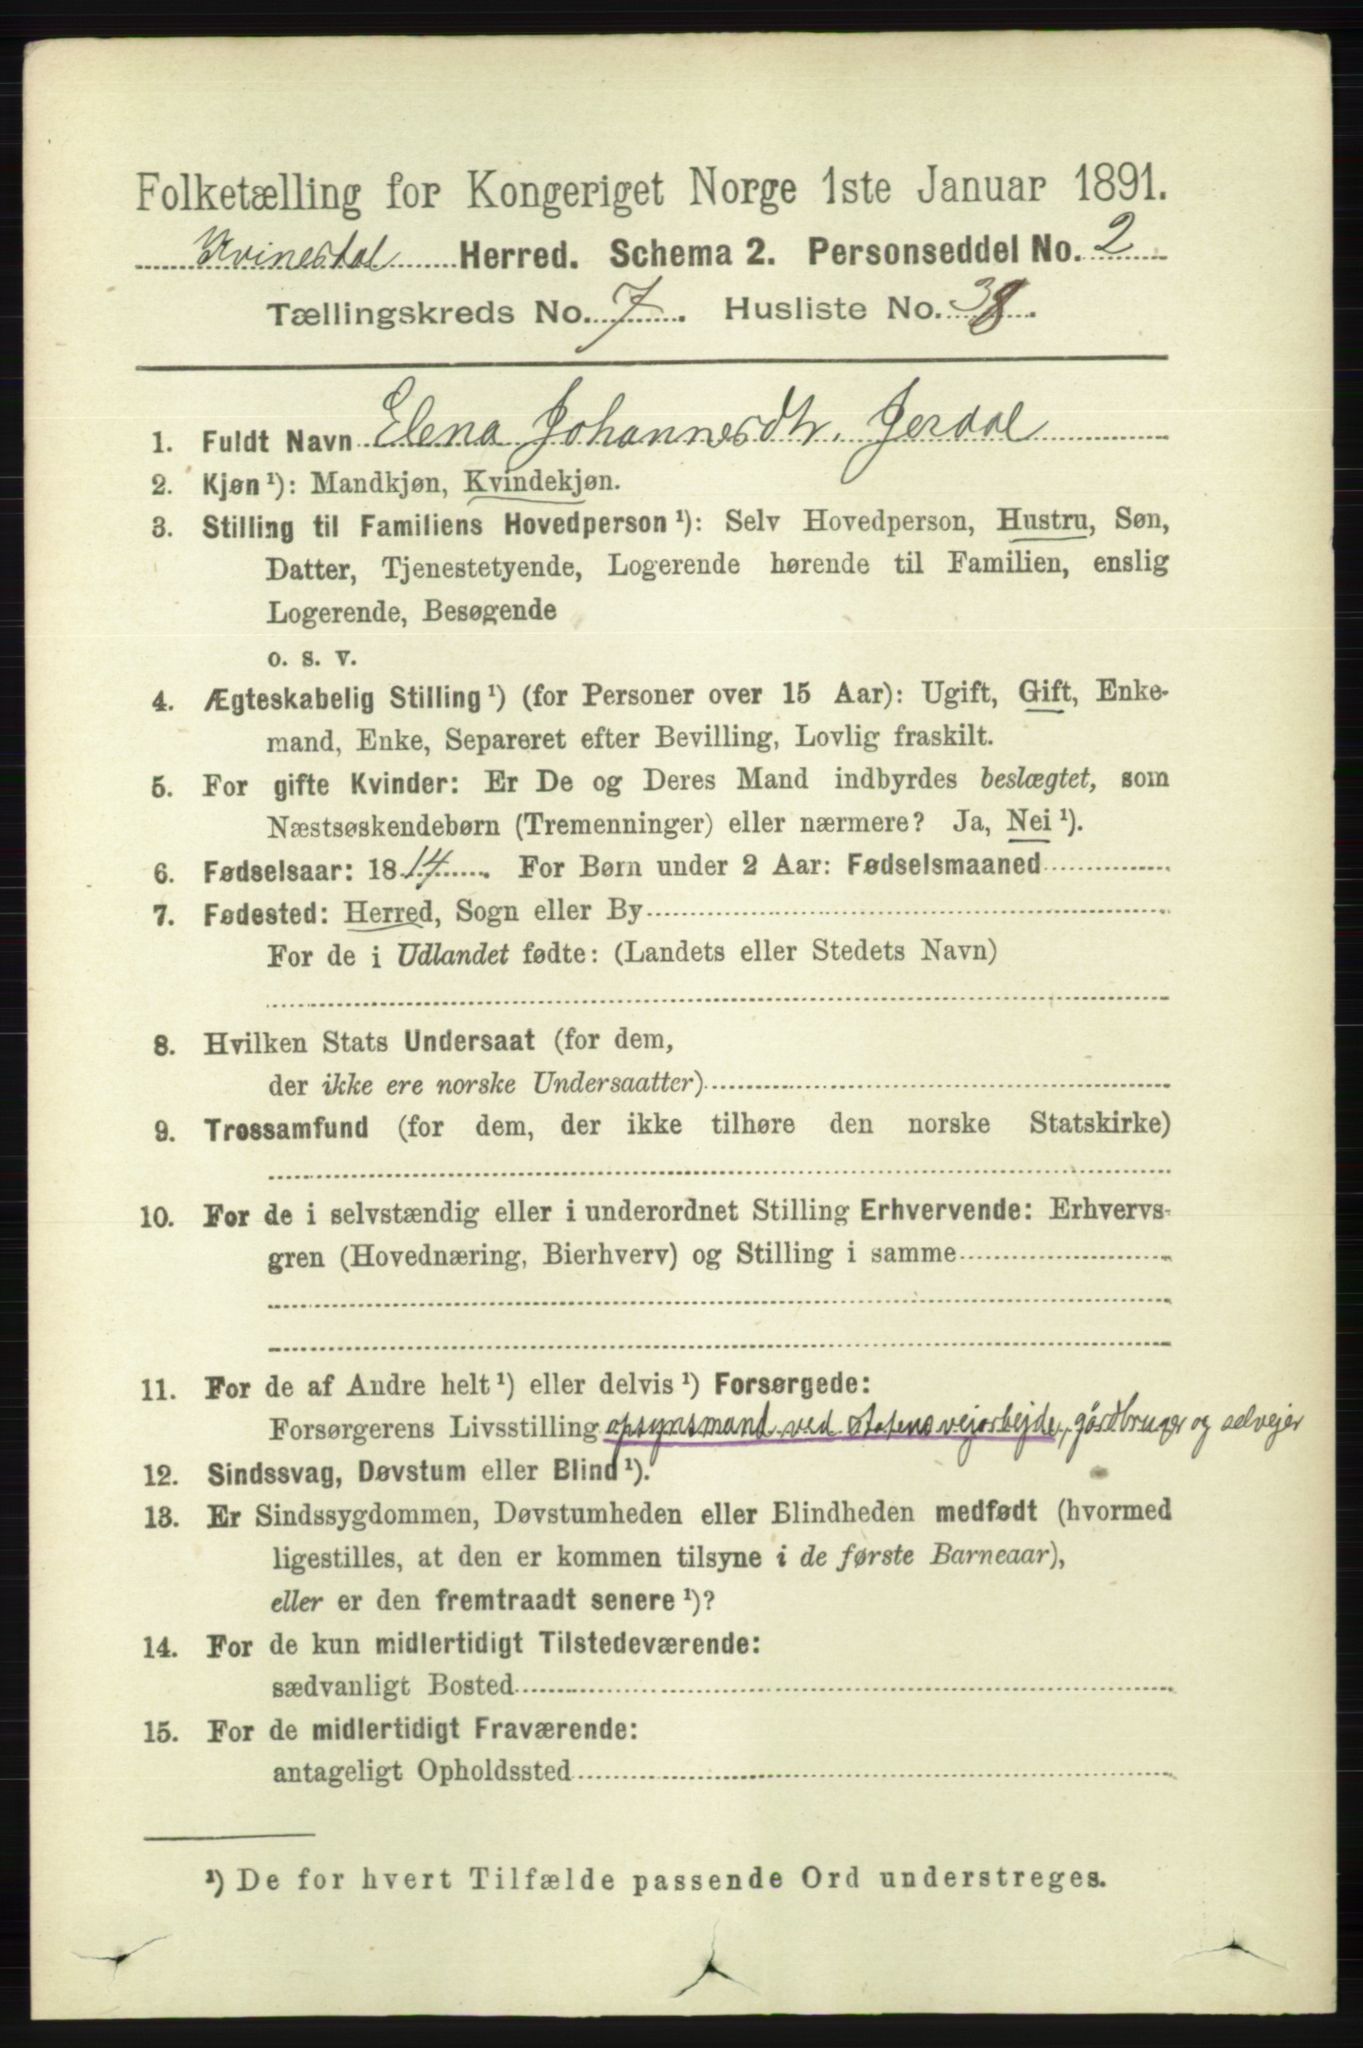 Folketælling for Kongeriget Norge 1ste Januar 1891.
Kvinesdal Herred. Schema 2. Personseddel No. 2
Tællingskreds No. 7. Husliste No. 38.
1. Fuldt Navn Elena Johannesdtr. Jerdal
2. Kjøn¹): Mandkjøn, Kvindekjøn.
3. Stilling til Familiens Hovedperson¹): Selv Hovedperson, Hustru, Søn,
Datter, Tjenestetyende, Logerende hørende til Familien, enslig
Logerende, Besøgende
o. s. v.
4. Ægteskabelig Stilling¹) (for Personer over 15 Aar): Ugift, Gift, Enke-
mand, Enke, Separeret efter Bevilling, Lovlig fraskilt.
5. For gifte Kvinder: Er De og Deres Mand indbyrdes beslægtet, som
Næstsøskendebørn (Tremenninger) eller nærmere? Ja, Nei¹).
6. Fødselsaar: 1814. For Børn under 2 Aar: Fødselsmaaned
7. Fødested: Herred, Sogn eller By
For de i Udlandet fødte: (Landets eller Stedets Navn)
8. Hvilken Stats Undersaat (for dem,
der ikke ere norske Undersaatter)
9. Trossamfund (for dem, der ikke tilhøre den norske Statskirke)
10. For de i selvstændig eller i underordnet Stilling Erhvervende: Erhvervs-
gren (Hovednæring, Bierhverv) og Stilling i samme
11. For de af Andre helt¹) eller delvis¹) Forsørgede:
Forsørgerens Livsstilling opsynsmand ved statens vejarbejde, gårdbruger og selvejer
12. Sindssvag, Døvstum eller Blind¹).
13. Er Sindssygdommen, Døvstumheden eller Blindheden medfødt (hvormed
ligestilles, at den er kommen tilsyne i de første Barneaar),
eller er den fremtraadt senere¹)?
14. For de kun midlertidigt Tilstedeværende:
sædvanligt Bosted
15. For de midlertidigt Fraværende:
antageligt Opholdssted
¹) De for hvert Tilfælde passende Ord understreges.